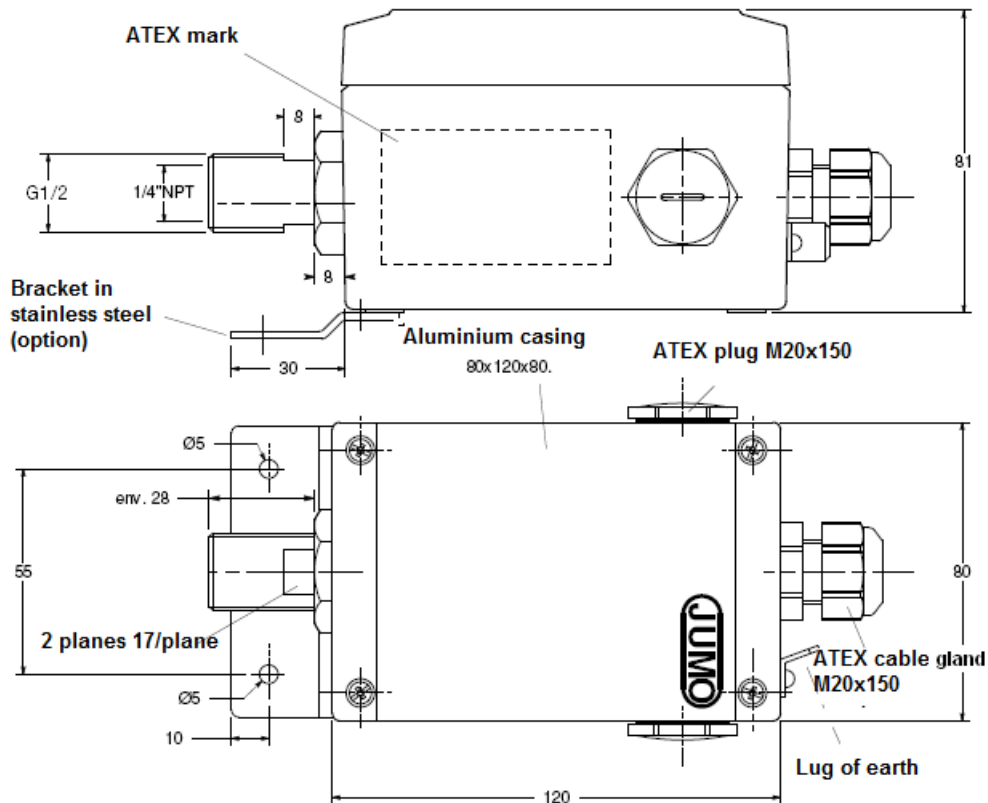 ATEX mark
8
81
G1/2
1/4"NPT
8
Bracket in
stainless steel
(option)
30
Aluminium casing
80x120x80.
ATEX plug M20x150
Ø5
env. 28
55
80
2 planes 17/plane
JUMO
ATEX cable gland
M20x150
Ø5
10
Lug of earth
120